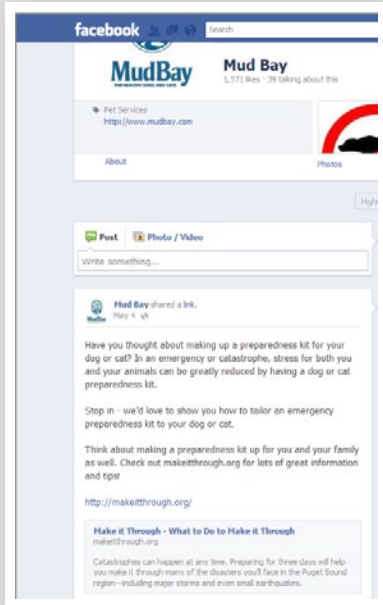 facebook
Search
MudBay
FOR HEALTHY DOGS AND CATS
Mud Bay
1,571 likes · 39 talking about this
Pet Services
http://www.mudbay.com
About
Photos
High
Post
Photo / Video
Write something...
MudBay
Mud Bay shared a link.
May 4
Have you thought about making up a preparedness kit for your
dog or cat? In an emergency or catastrophe, stress for both you
and your animals can be greatly reduced by having a dog or cat
preparedness kit.
Stop in - we'd love to show you how to tailor an emergency
preparedness kit to your dog or cat.
Think about making a preparedness kit up for you and your family
as well. Check out makeitthrough.org for lots of great information
and tips!
http://makeitthrough.org/
Make it Through - What to Do to Make it Through
makeitthrough.org
Catastrophes can happen at any time. Preparing for three days will help
you make it through many of the disasters you'll face in the Puget Sound
region—including major storms and even small earthquakes.